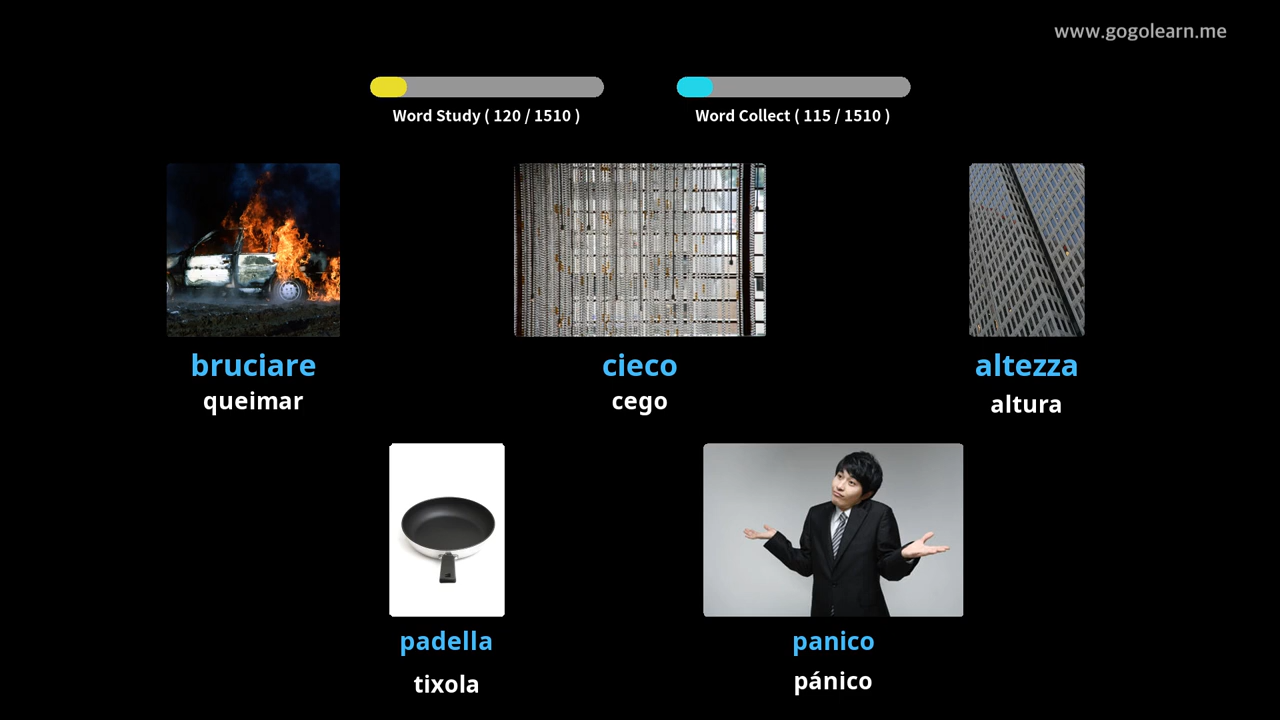 www.gogolearn.me
Word Study ( 120 / 1510 )
Word Collect ( 115 / 1510 )
bruciare
queimar
cieco
cego
altezza
altura
padella
tixola
panico
pánico